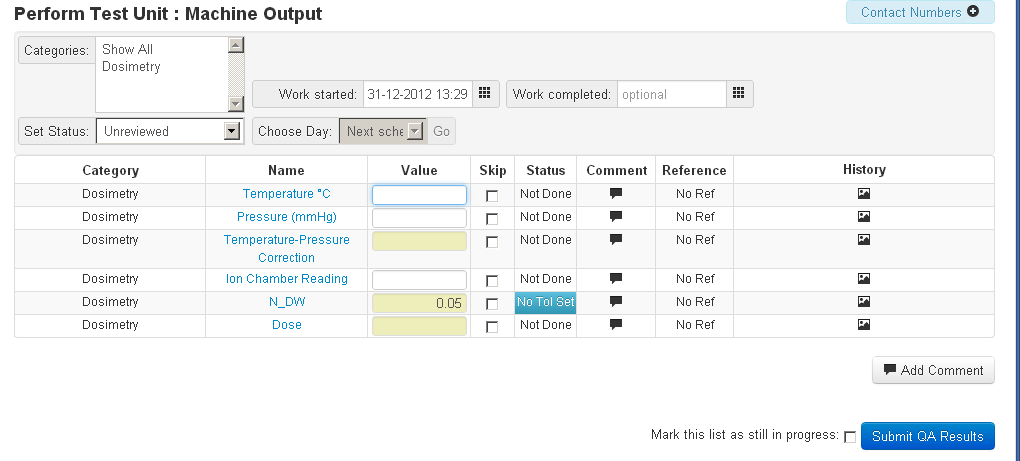 Perform Test Unit : Machine Output
Contact Numbers
Categories:
Show All
Dosimetry
Work started: 31-12-2012 13:29 Work completed: optional
Set Status: Unreviewed Choose Day: Next sche Go
Category Name Value Skip Status Comment Reference History
Dosimetry Temperature °C Not Done No Ref
Dosimetry Pressure (mmHg) Not Done No Ref
Dosimetry Temperature-Pressure Not Done No Ref
Correction
Dosimetry Ion Chamber Reading Not Done No Ref
Dosimetry N_DW 0.05 No Tol Set No Ref
Dosimetry Dose Not Done No Ref
Add Comment
Mark this list as still in progress: Submit QA Results